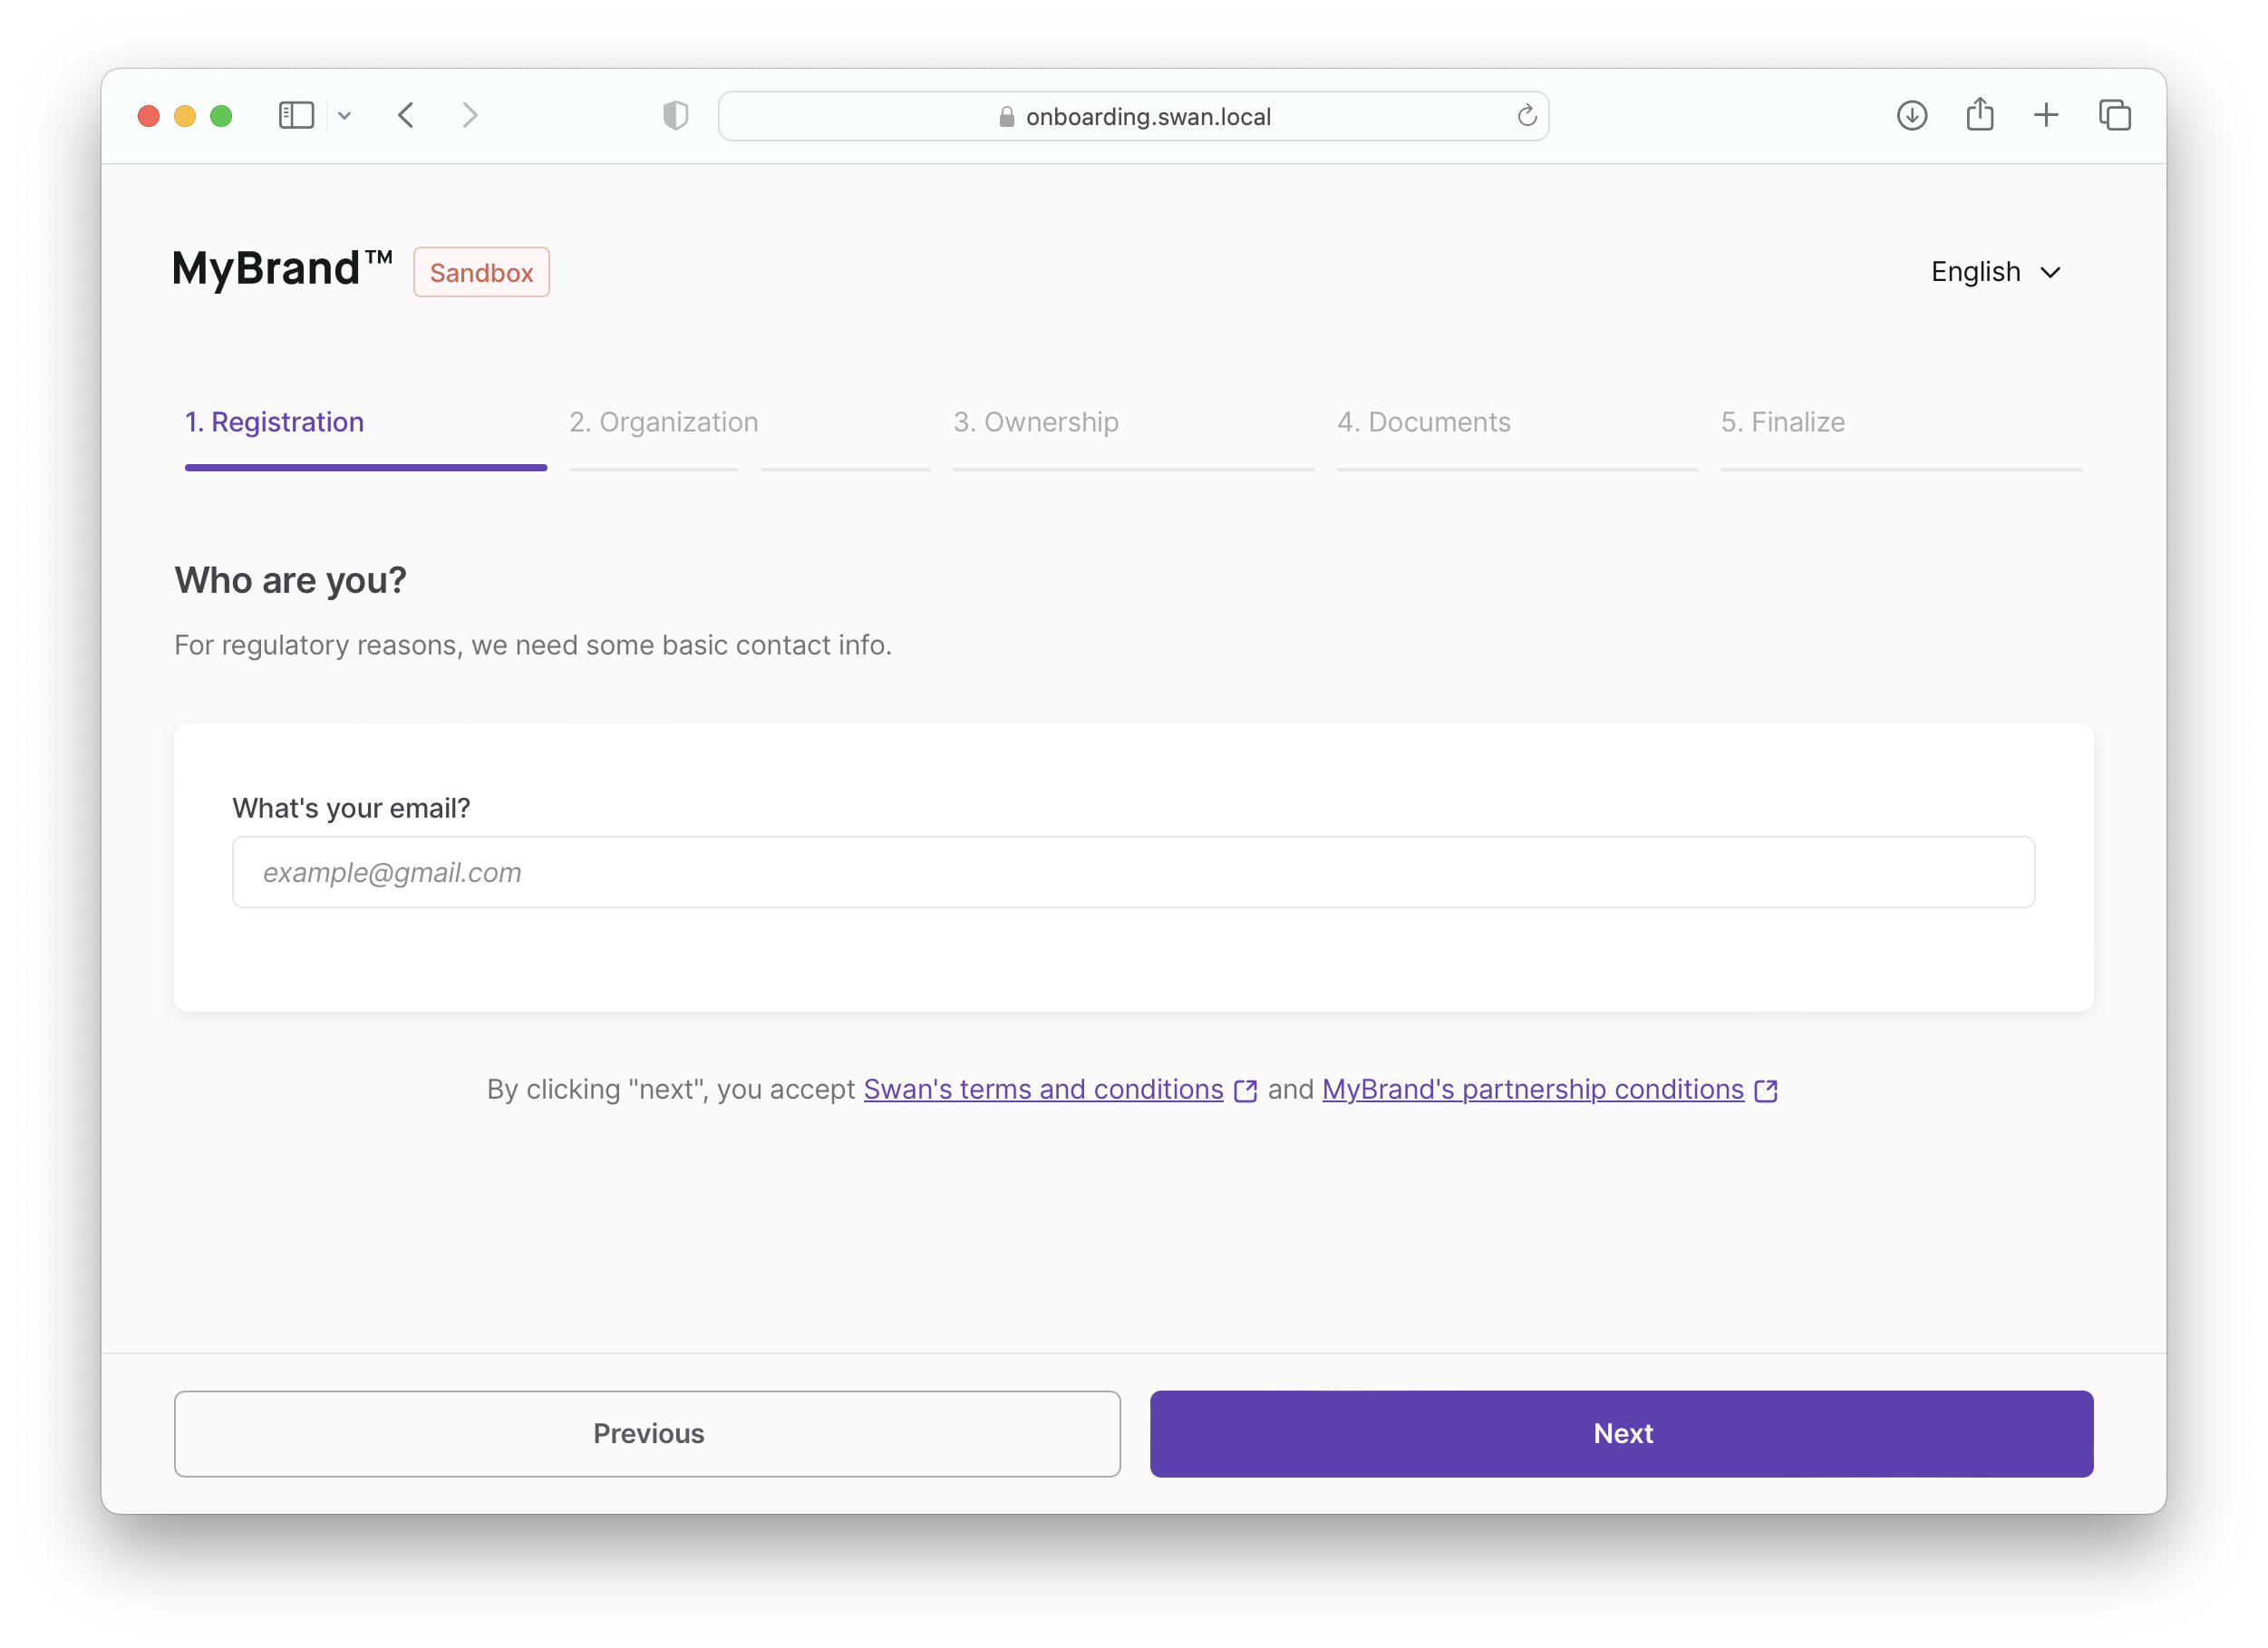 onboarding.swan.local
MyBrand™ Sandbox
English
1. Registration 2. Organization 3. Ownership 4. Documents 5. Finalize
Who are you?
For regulatory reasons, we need some basic contact info.
What's your email?
example@gmail.com
By clicking "next", you accept Swan's terms and conditions and MyBrand's partnership conditions
Previous Next